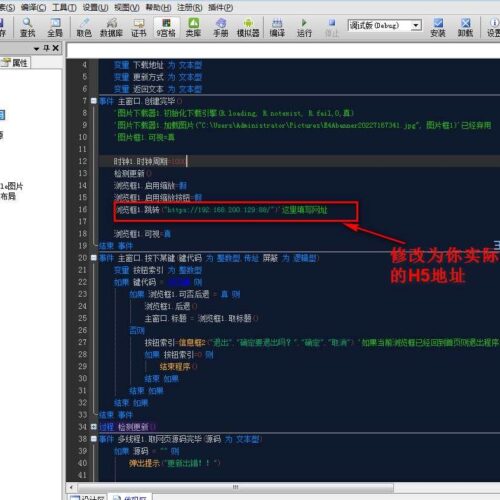 工具(T) 设置(U) 视图(V) 帮助(H) 注册(R) 插件(P)
保存 查找 全局 取色 数据库 证书 9宫格 类库 手册 模拟器 编译 运行 停止 调试版(Debug) 安装 卸载
属性
4 变量 下载地址 为 文本型
5 变量 更新方式 为 文本型
6 变量 返回文本 为 文本型
7 事件 主窗口.创建完毕()
8 '图片下载器1.初始化下载引擎(R.loading, R.notexist, R.fail,0,真)
9 '图片下载器1.加载图片("C:\Users\Administrator\Pictures\E4Abanner20227167341.jpg", 图片框1)'已经弃用
10 '图片框1.可视=真
11
12 时钟1.时钟周期=1000
13 检测更新()
14 浏览框1.启用缩放=假
15 浏览框1.启用缩放按钮=假
16 浏览框1.跳转("https://192.168.200.129:88/")'这里填写网址
17
18 浏览框1.可视=真
19 结束 事件
20 事件 主窗口.按下某键(键代码 为 整数型,传址 屏蔽 为 逻辑型)
21 变量 按钮索引 为 整数型
22 如果 键代码 = 则
23 如果 浏览框1.可否后退 = 真 则
24 浏览框1.后退()
25 主窗口.标题 = 浏览框1.取标题()
26 否则
27 按钮索引=信息框2("退出","确定要退出吗？","确定","取消")'如果当前浏览框已经回到首页则退出程序
28 如果 按钮索引=0 则
29 结束程序()
30 结束 如果
31 结束 如果
32 结束 如果
33 结束 事件
34 过程 检测更新()
38 事件 多线程1.取网页源码完毕(源码 为 文本型)
39 如果 源码 = "" 则
40 弹出提示("更新出错！！")
修改为你实际
的H5地址
图片
布局
设计区 代码区